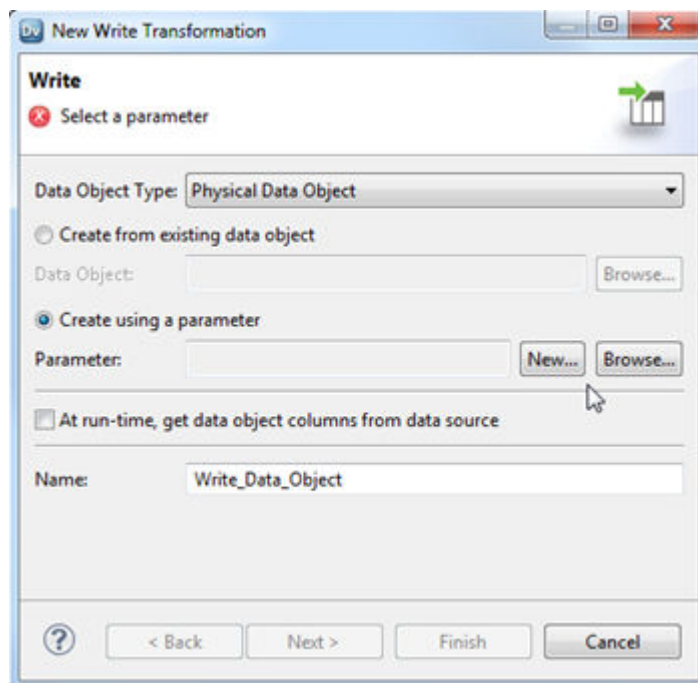 Dv New Write Transformation
Write
Select a parameter
Data Object Type: Physical Data Object
Create from existing data object
Data Object: Browse...
Create using a parameter
Parameter: New... Browse...
At run-time, get data object columns from data source
Name: Write_Data_Object
? < Back Next > Finish Cancel